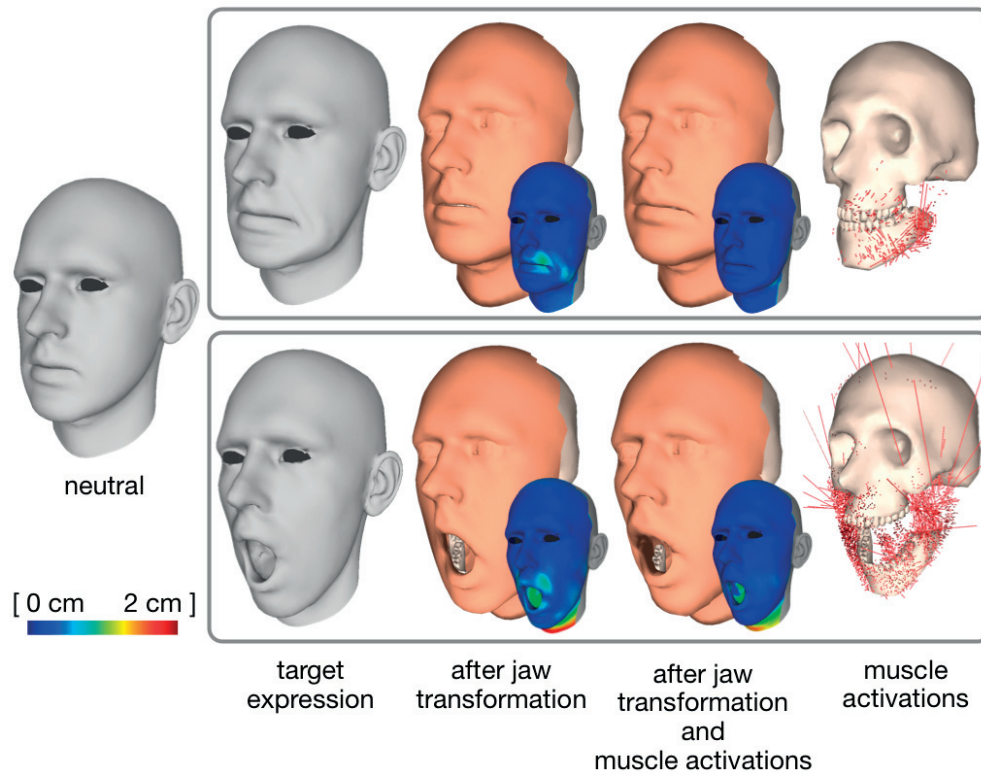 neutral
[ 0 cm 2 cm ]
target
expression
after jaw
transformation
after jaw
transformation
and
muscle activations
muscle
activations